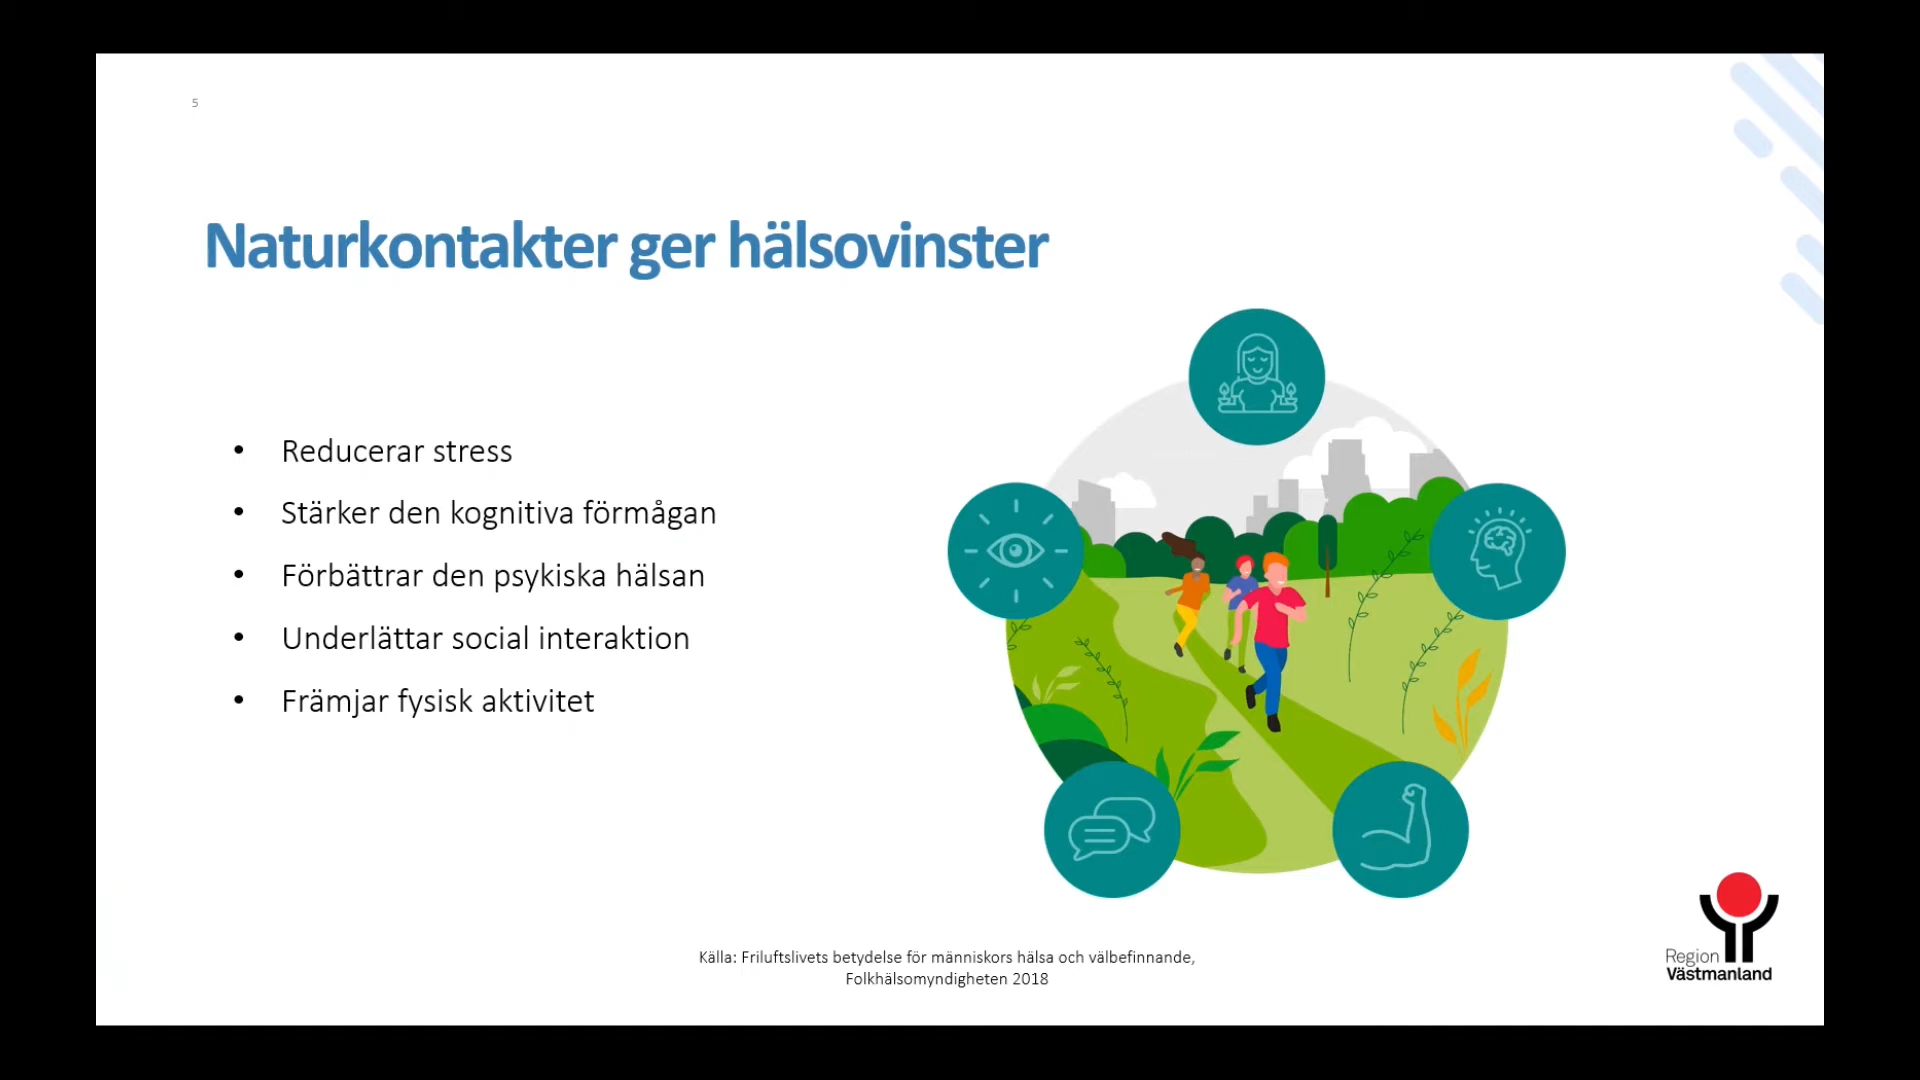 5
Naturkontakter ger hälsovinster
• Reducerar stress
• Stärker den kognitiva förmågan
• Förbättrar den psykiska hälsan
• Underlättar social interaktion
• Främjar fysisk aktivitet
Källa: Friluftslivets betydelse för människors hälsa och välbefinnande,
Folkhälsomyndigheten 2018
Region
Västmanland